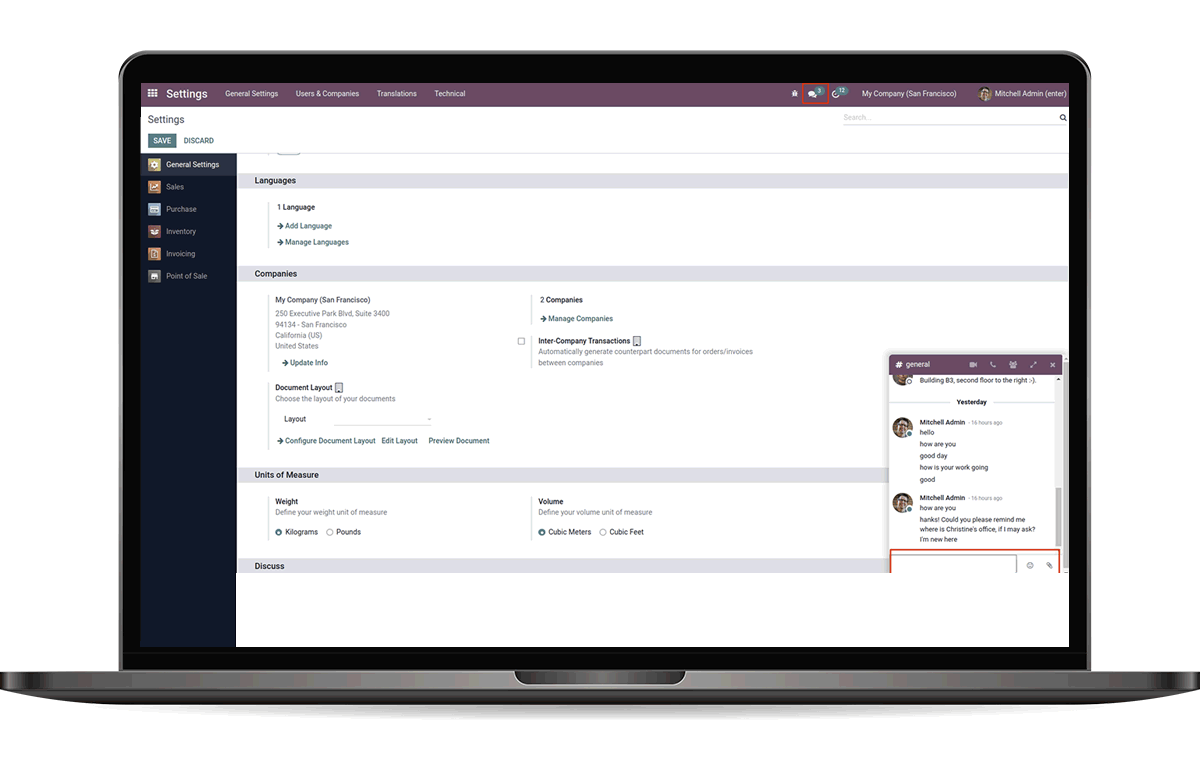 Settings General Settings Users & Companies Translations Technical 3 12 My Company (San Francisco) Mitchell Admin (enter)
Settings
Search...
SAVE DISCARD
General Settings
Sales
Purchase
Inventory
Invoicing
Point of Sale
Languages
1 Language
Add Language
Manage Languages
Companies
My Company (San Francisco)
250 Executive Park Blvd, Suite 3400
94134 - San Francisco
California (US)
United States
Update Info
2 Companies
Manage Companies
Inter-Company Transactions
Automatically generate counterpart documents for orders/invoices
between companies
Document Layout
Choose the layout of your documents
Layout
Configure Document Layout Edit Layout Preview Document
Units of Measure
Weight
Define your weight unit of measure
Kilograms Pounds
Volume
Define your volume unit of measure
Cubic Meters Cubic Feet
Discuss
# general
Building B3, second floor to the right :-).
Yesterday
Mitchell Admin - 16 hours ago
hello
how are you
good day
how is your work going
good
Mitchell Admin - 16 hours ago
how are you
hanks! Could you please remind me
where is Christine's office, if I may ask?
I'm new here